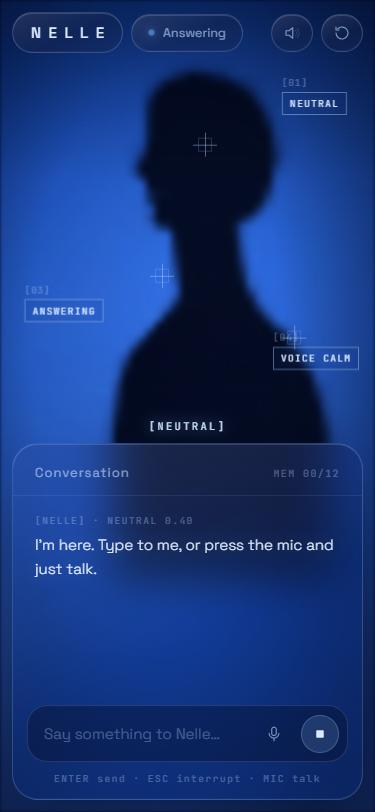 NELLE
Answering
[01]
NEUTRAL
[03]
ANSWERING
VOICE CALM
[NEUTRAL]
Conversation
MEM 00/12
[NELLE] · NEUTRAL 0.40
I'm here. Type to me, or press the mic and
just talk.
Say something to Nelle...
ENTER send · ESC interrupt · MIC talk